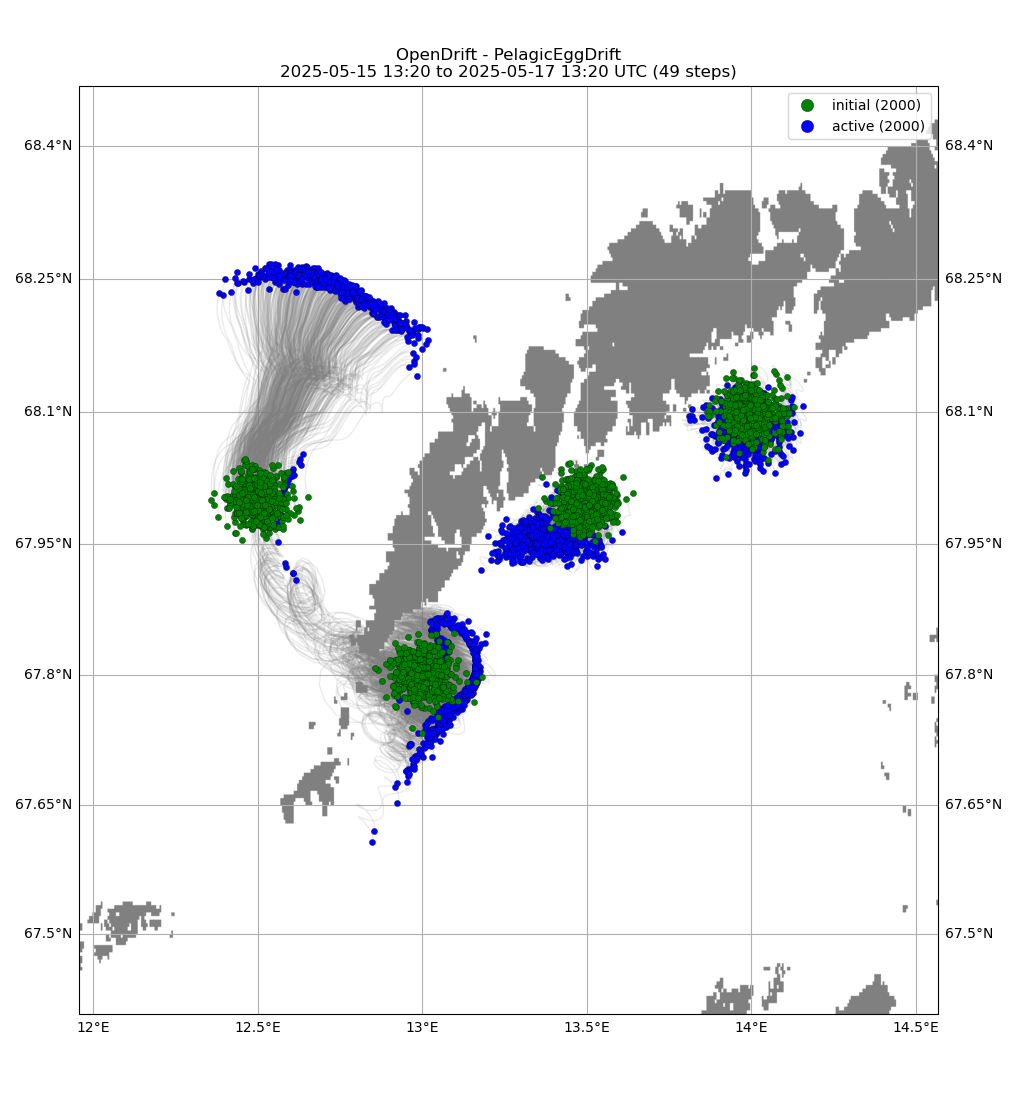 OpenDrift - PelagicEggDrift
2025-05-15 13:20 to 2025-05-17 13:20 UTC (49 steps)
initial (2000)
active (2000)
68.4°N 68.4°N
68.25°N 68.25°N
68.1°N 68.1°N
67.95°N 67.95°N
67.8°N 67.8°N
67.65°N 67.65°N
67.5°N 67.5°N
12°E 12.5°E 13°E 13.5°E 14°E 14.5°E